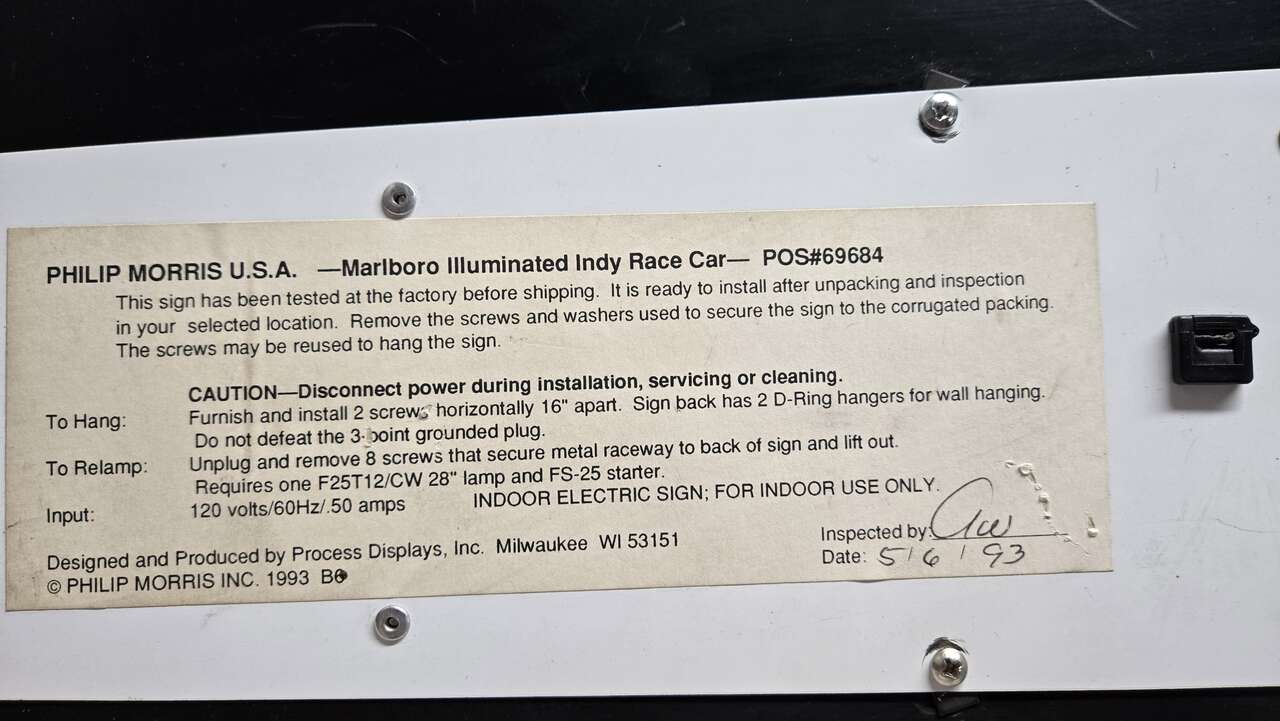 PHILIP MORRIS U.S.A. —Marlboro Illuminated Indy Race Car— POS#69684
This sign has been tested at the factory before shipping. It is ready to install after unpacking and inspection
in your selected location. Remove the screws and washers used to secure the sign to the corrugated packing.
The screws may be reused to hang the sign.
CAUTION—Disconnect power during installation, servicing or cleaning.
To Hang: Furnish and install 2 screws horizontally 16" apart. Sign back has 2 D-Ring hangers for wall hanging.
Do not defeat the 3-point grounded plug.
To Relamp: Unplug and remove 8 screws that secure metal raceway to back of sign and lift out.
Requires one F25T12/CW 28" lamp and FS-25 starter.
Input: 120 volts/60Hz/.50 amps INDOOR ELECTRIC SIGN; FOR INDOOR USE ONLY.
Inspected by:
Designed and Produced by Process Displays, Inc. Milwaukee WI 53151
Date: 5/6/93
© PHILIP MORRIS INC. 1993